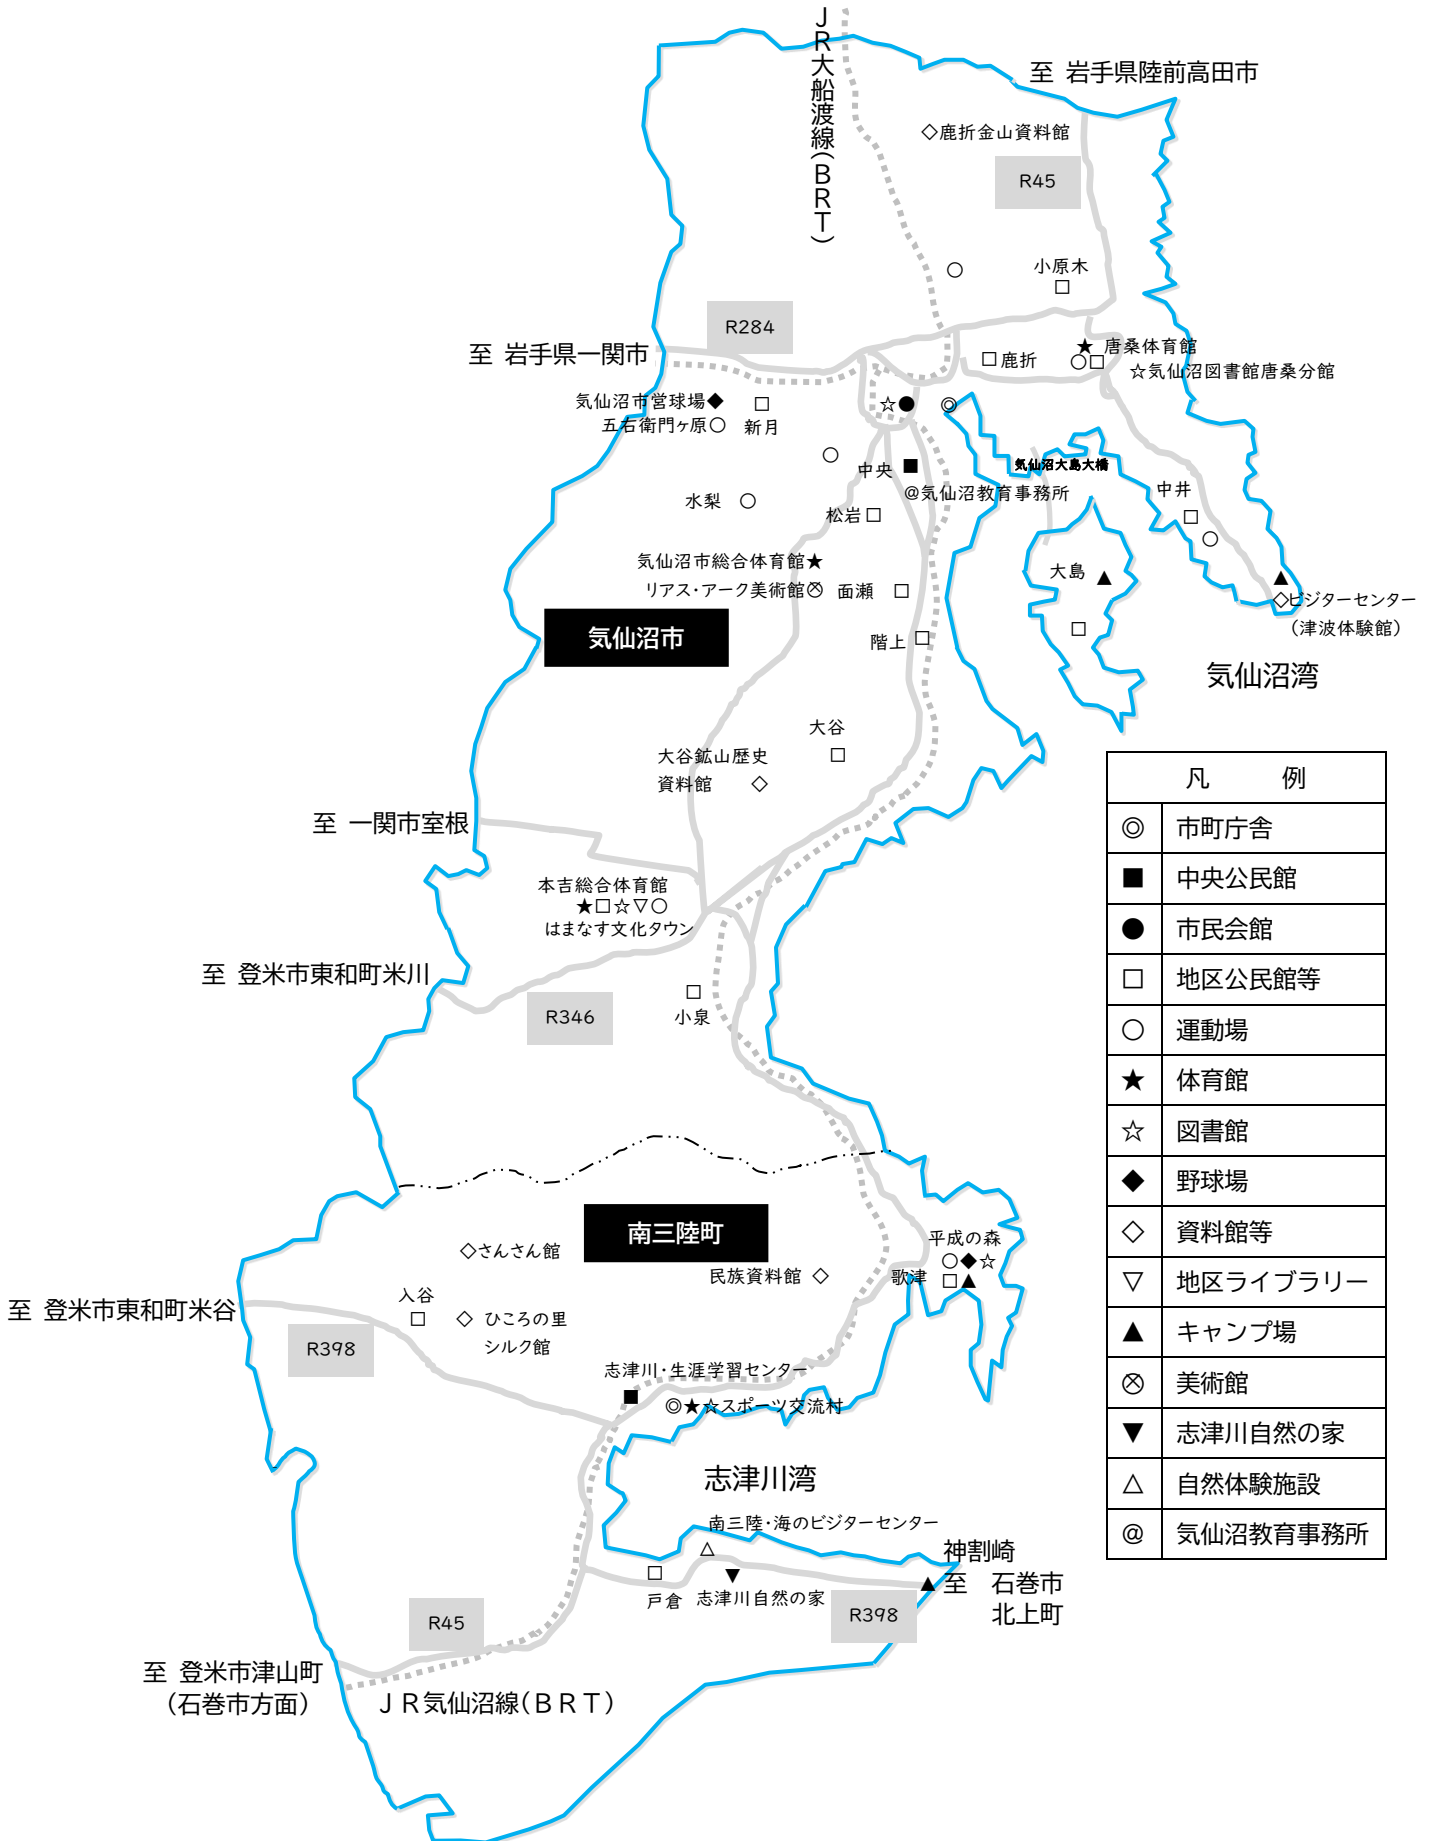 JR大船渡線(BRT)
至 岩手県陸前高田市
◇鹿折金山資料館
R45
○
小原木
□
R284
至 岩手県一関市
□鹿折
★ 唐桑体育館
○□
☆気仙沼図書館唐桑分館
気仙沼市営球場◆
□
☆●
◎
五右衛門ヶ原○
新月
○
中央 ■
気仙沼大島大橋
@気仙沼教育事務所
中井
□
水梨 ○
松岩□
○
気仙沼市総合体育館★
リアス・アーク美術館⊗
面瀬 □
大島 ▲
▲
◇ビジターセンター
(津波体験館)
気仙沼市
階上 □
□
気仙沼湾
大谷
□
大谷鉱山歴史
資料館 ◇
至 一関市室根
本吉総合体育館
★□☆▽○
はまなす文化タウン
至 登米市東和町米川
R346
□
小泉
南三陸町
◇さんさん館
民族資料館 ◇
平成の森
○◆☆
歌津 □▲
至 登米市東和町米谷
入谷
□
◇ ひころの里
シルク館
R398
志津川・生涯学習センター
■
◎★☆スポーツ交流村
志津川湾
南三陸・海のビジターセンター
△
神割崎
□
戸倉
▼
志津川自然の家
▲至 石巻市
北上町
R398
R45
至 登米市津山町
(石巻市方面)
JR気仙沼線(BRT)
凡 例
◎ 市町庁舎
■ 中央公民館
● 市民会館
□ 地区公民館等
○ 運動場
★ 体育館
☆ 図書館
◆ 野球場
◇ 資料館等
▽ 地区ライブラリー
▲ キャンプ場
⊗ 美術館
▼ 志津川自然の家
△ 自然体験施設
@ 気仙沼教育事務所